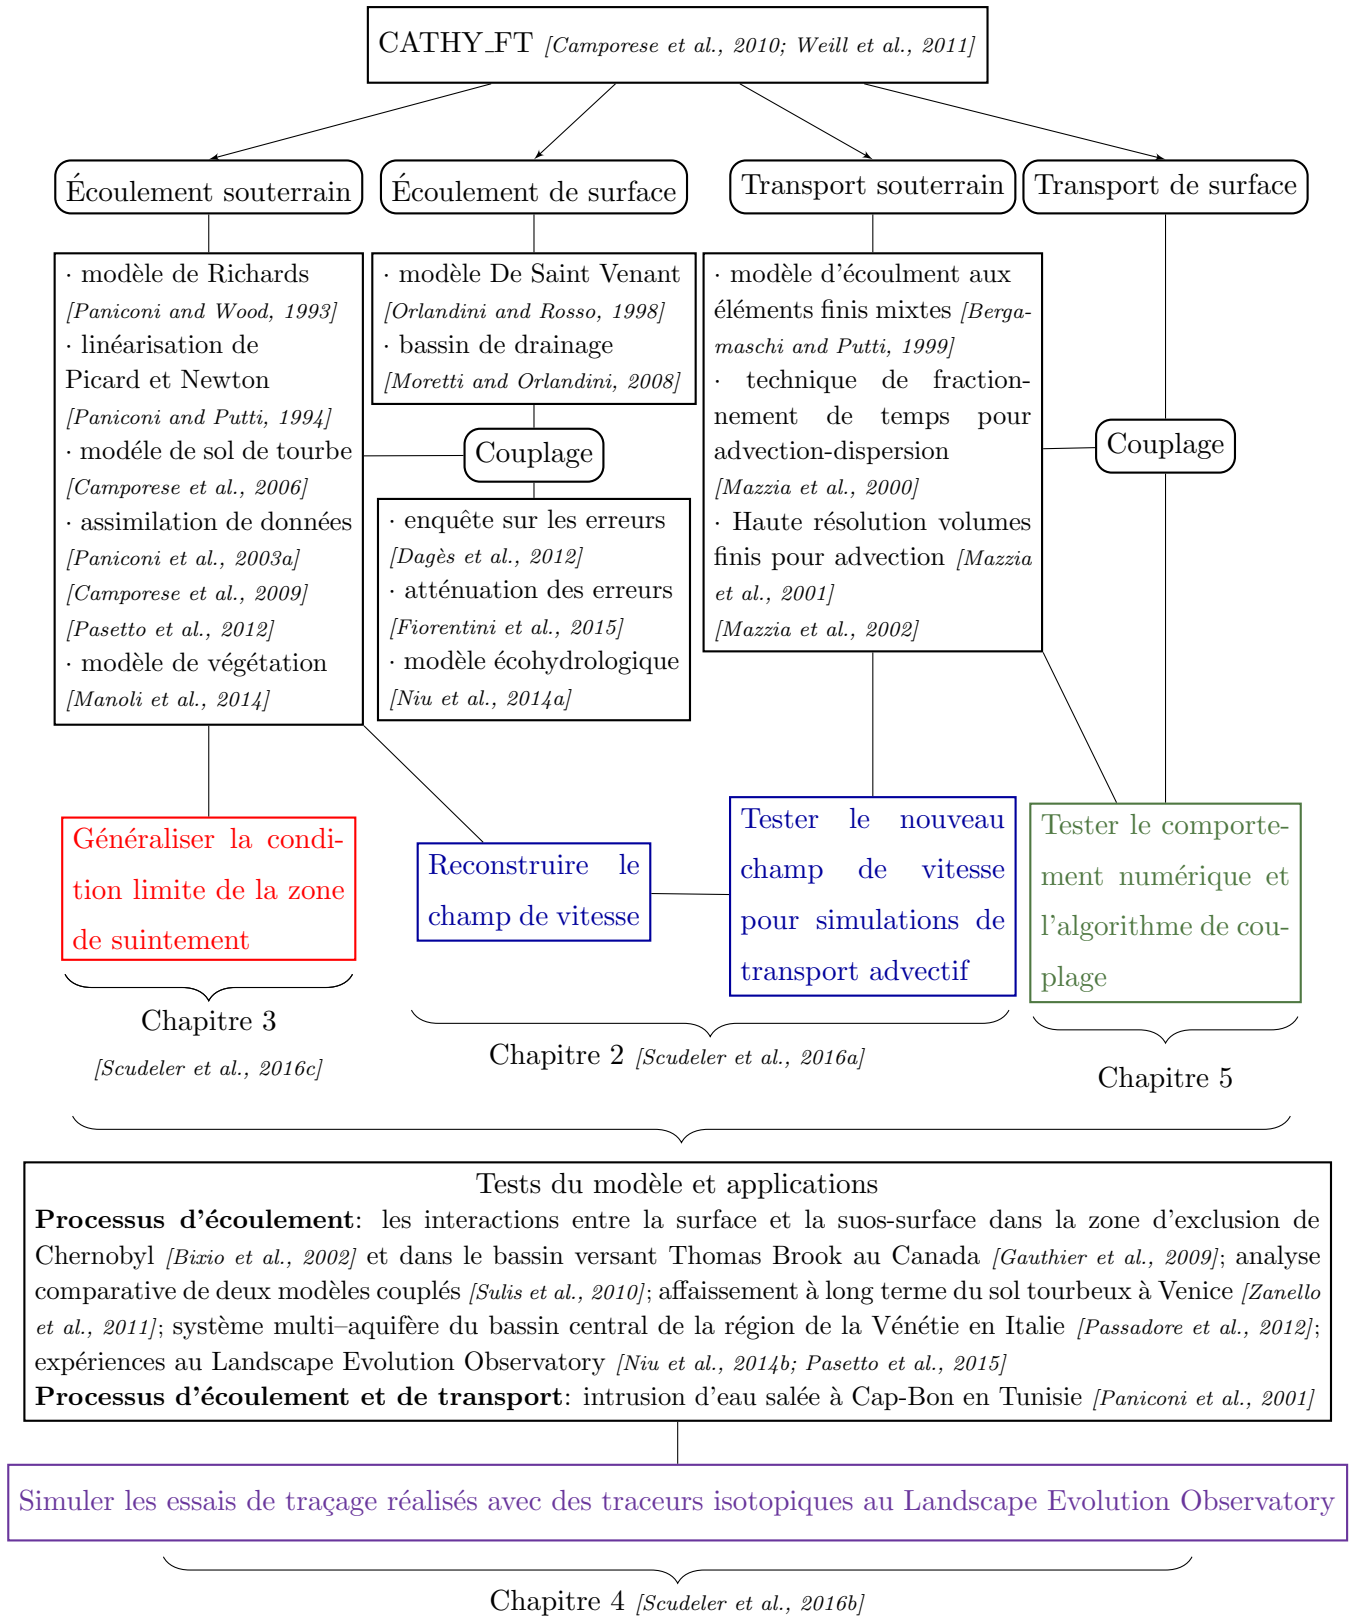 CATHY_FT [Camporese et al., 2010; Weill et al., 2011]
Écoulement souterrain
Écoulement de surface
Transport souterrain
Transport de surface
· modèle de Richards
[Paniconi and Wood, 1993]
· linéarisation de
Picard et Newton
[Paniconi and Putti, 1994]
· modéle de sol de tourbe
[Camporese et al., 2006]
· assimilation de données
[Paniconi et al., 2003a]
[Camporese et al., 2009]
[Pasetto et al., 2012]
· modèle de végétation
[Manoli et al., 2014]
· modèle De Saint Venant
[Orlandini and Rosso, 1998]
· bassin de drainage
[Moretti and Orlandini, 2008]
Couplage
· enquête sur les erreurs
[Dagès et al., 2012]
· atténuation des erreurs
[Fiorentini et al., 2015]
· modèle écohydrologique
[Niu et al., 2014a]
· modèle d'écoulment aux
éléments finis mixtes [Berga-
maschi and Putti, 1999]
· technique de fraction-
nement de temps pour
advection-dispersion
[Mazzia et al., 2000]
· Haute résolution volumes
finis pour advection [Mazzia
et al., 2001]
[Mazzia et al., 2002]
Couplage
Généraliser la condi-
tion limite de la zone
de suintement
Reconstruire le
champ de vitesse
Tester le nouveau
champ de vitesse
pour simulations de
transport advectif
Tester le comporte-
ment numérique et
l'algorithme de cou-
plage
Chapitre 3
[Scudeler et al., 2016c]
Chapitre 2 [Scudeler et al., 2016a]
Chapitre 5
Tests du modèle et applications
Processus d'écoulement: les interactions entre la surface et la suos-surface dans la zone d'exclusion de
Chernobyl [Bixio et al., 2002] et dans le bassin versant Thomas Brook au Canada [Gauthier et al., 2009]; analyse
comparative de deux modèles couplés [Sulis et al., 2010]; affaissement à long terme du sol tourbeux à Venice [Zanello
et al., 2011]; système multi–aquifère du bassin central de la région de la Vénétie en Italie [Passadore et al., 2012];
expériences au Landscape Evolution Observatory [Niu et al., 2014b; Pasetto et al., 2015]
Processus d'écoulement et de transport: intrusion d'eau salée à Cap-Bon en Tunisie [Paniconi et al., 2001]
Simuler les essais de traçage réalisés avec des traceurs isotopiques au Landscape Evolution Observatory
Chapitre 4 [Scudeler et al., 2016b]